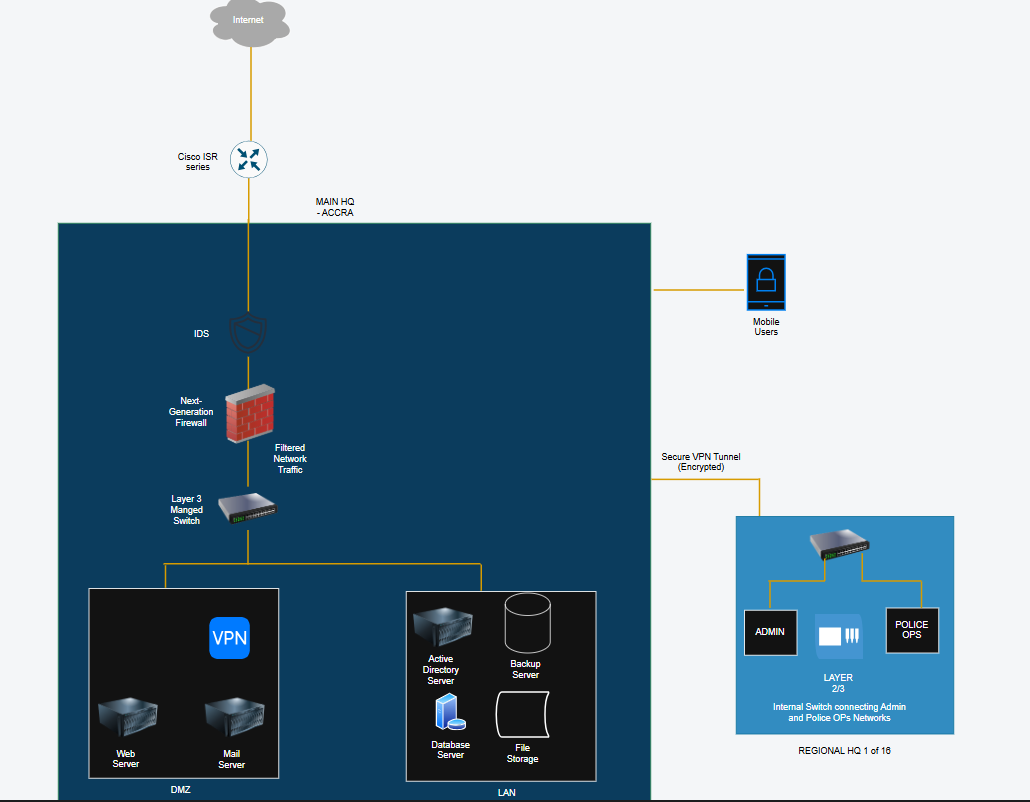 Internet
Cisco ISR
series
MAIN HQ
- ACCRA
IDS
Next-
Generation
Firewall
Filtered
Network
Traffic
Layer 3
Manged
Switch
VPN
Web
Server
Mail
Server
DMZ
Active
Directory
Server
Backup
Server
Database
Server
File
Storage
LAN
Mobile
Users
Secure VPN Tunnel
(Encrypted)
ADMIN
POLICE
OPS
LAYER
2/3
Internal Switch connecting Admin
and Police OPs Networks
REGIONAL HQ 1 of 16